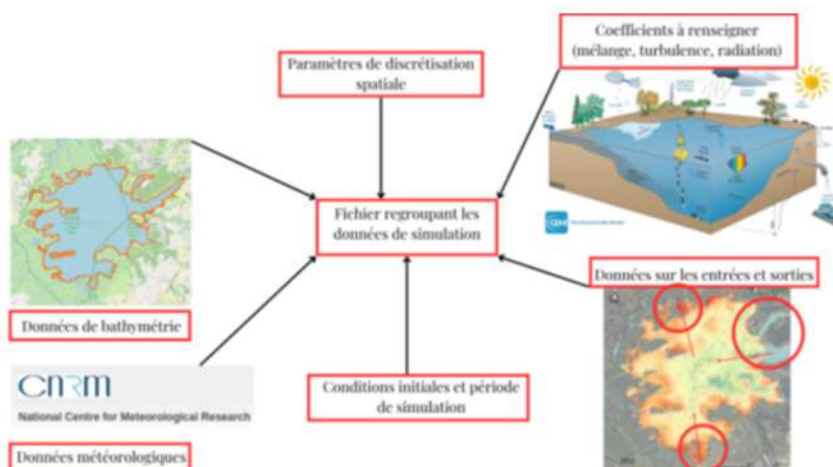 Coefficients à renseigner
(mélange, turbulence, radiation)
Paramètres de discrétisation
spatiale
Fichier regroupant les
données de simulation
Données sur les entrées et sorties
Données de bathymétrie
CNRM
National Centre for Meteorological Research
Conditions initiales et période
de simulation
Données météorologiques